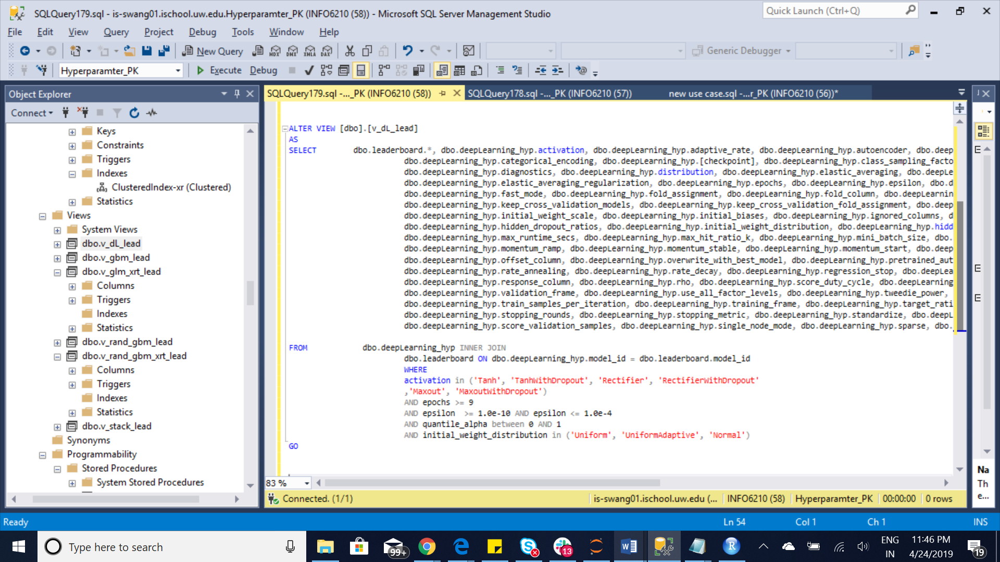 SQLQuery179.sql - is-swang01.ischool.uw.edu.Hyperparamter_PK (INFO6210 (58)) - Microsoft SQL Server Management Studio
Quick Launch (Ctrl+Q)
File Edit View Query Project Debug Tools Window Help
New Query MDX DMX XMLA DAX Generic Debugger
Hyperparamter_PK Execute Debug
Object Explorer
SQLQuery179.sql -..._PK (INFO6210 (58)) SQLQuery178.sql -..._PK (INFO6210 (57)) new use case.sql -...r_PK (INFO6210 (56))*
Connect
Keys
Constraints
Triggers
Indexes
ClusteredIndex-xr (Clustered)
Statistics
Views
System Views
dbo.v_dL_lead
dbo.v_gbm_lead
dbo.v_glm_xrt_lead
Columns
Triggers
Indexes
Statistics
dbo.v_rand_gbm_lead
dbo.v_rand_gbm_xrt_lead
Columns
Triggers
Indexes
Statistics
dbo.v_stack_lead
Synonyms
Programmability
Stored Procedures
System Stored Procedures
ALTER VIEW [dbo].[v_dL_lead]
AS
SELECT dbo.leaderboard.*, dbo.deepLearning_hyp.activation, dbo.deepLearning_hyp.adaptive_rate, dbo.deepLearning_hyp.autoencoder, dbo.deep
dbo.deepLearning_hyp.categorical_encoding, dbo.deepLearning_hyp.[checkpoint], dbo.deepLearning_hyp.class_sampling_facto
dbo.deepLearning_hyp.diagnostics, dbo.deepLearning_hyp.distribution, dbo.deepLearning_hyp.elastic_averaging, dbo.deepLe
dbo.deepLearning_hyp.elastic_averaging_regularization, dbo.deepLearning_hyp.epochs, dbo.deepLearning_hyp.epsilon, dbo.d
dbo.deepLearning_hyp.fast_mode, dbo.deepLearning_hyp.fold_assignment, dbo.deepLearning_hyp.fold_column, dbo.deepLearnin
dbo.deepLearning_hyp.keep_cross_validation_models, dbo.deepLearning_hyp.keep_cross_validation_fold_assignment, dbo.deep
dbo.deepLearning_hyp.initial_weight_scale, dbo.deepLearning_hyp.initial_biases, dbo.deepLearning_hyp.ignored_columns, d
dbo.deepLearning_hyp.hidden_dropout_ratios, dbo.deepLearning_hyp.initial_weight_distribution, dbo.deepLearning_hyp.hidd
dbo.deepLearning_hyp.max_runtime_secs, dbo.deepLearning_hyp.max_hit_ratio_k, dbo.deepLearning_hyp.mini_batch_size, dbo.
dbo.deepLearning_hyp.momentum_ramp, dbo.deepLearning_hyp.momentum_stable, dbo.deepLearning_hyp.momentum_start, dbo.deep
dbo.deepLearning_hyp.offset_column, dbo.deepLearning_hyp.overwrite_with_best_model, dbo.deepLearning_hyp.pretrained_aut
dbo.deepLearning_hyp.rate_annealing, dbo.deepLearning_hyp.rate_decay, dbo.deepLearning_hyp.regression_stop, dbo.deepLea
dbo.deepLearning_hyp.response_column, dbo.deepLearning_hyp.rho, dbo.deepLearning_hyp.score_duty_cycle, dbo.deepLearning
dbo.deepLearning_hyp.validation_frame, dbo.deepLearning_hyp.use_all_factor_levels, dbo.deepLearning_hyp.tweedie_power,
dbo.deepLearning_hyp.train_samples_per_iteration, dbo.deepLearning_hyp.training_frame, dbo.deepLearning_hyp.target_rati
dbo.deepLearning_hyp.stopping_rounds, dbo.deepLearning_hyp.stopping_metric, dbo.deepLearning_hyp.standardize, dbo.deepL
dbo.deepLearning_hyp.score_validation_samples, dbo.deepLearning_hyp.single_node_mode, dbo.deepLearning_hyp.sparse, dbo.
FROM dbo.deepLearning_hyp INNER JOIN
dbo.leaderboard ON dbo.deepLearning_hyp.model_id = dbo.leaderboard.model_id
WHERE
activation in ('Tanh', 'TanhWithDropout', 'Rectifier', 'RectifierWithDropout'
,'Maxout', 'MaxoutWithDropout')
AND epochs >= 9
AND epsilon >= 1.0e-10 AND epsilon <= 1.0e-4
AND quantile_alpha between 0 AND 1
AND initial_weight_distribution in ('Uniform', 'UniformAdaptive', 'Normal')
GO
83 %
Na
Th
e...
Connected. (1/1) is-swang01.ischool.uw.edu (... INFO6210 (58) Hyperparamter_PK 00:00:00 0 rows
Ready Ln 54 Col 1 Ch 1 INS
Type here to search
99+
13
W
R
ENG
IN
11:46 PM
4/24/2019
19